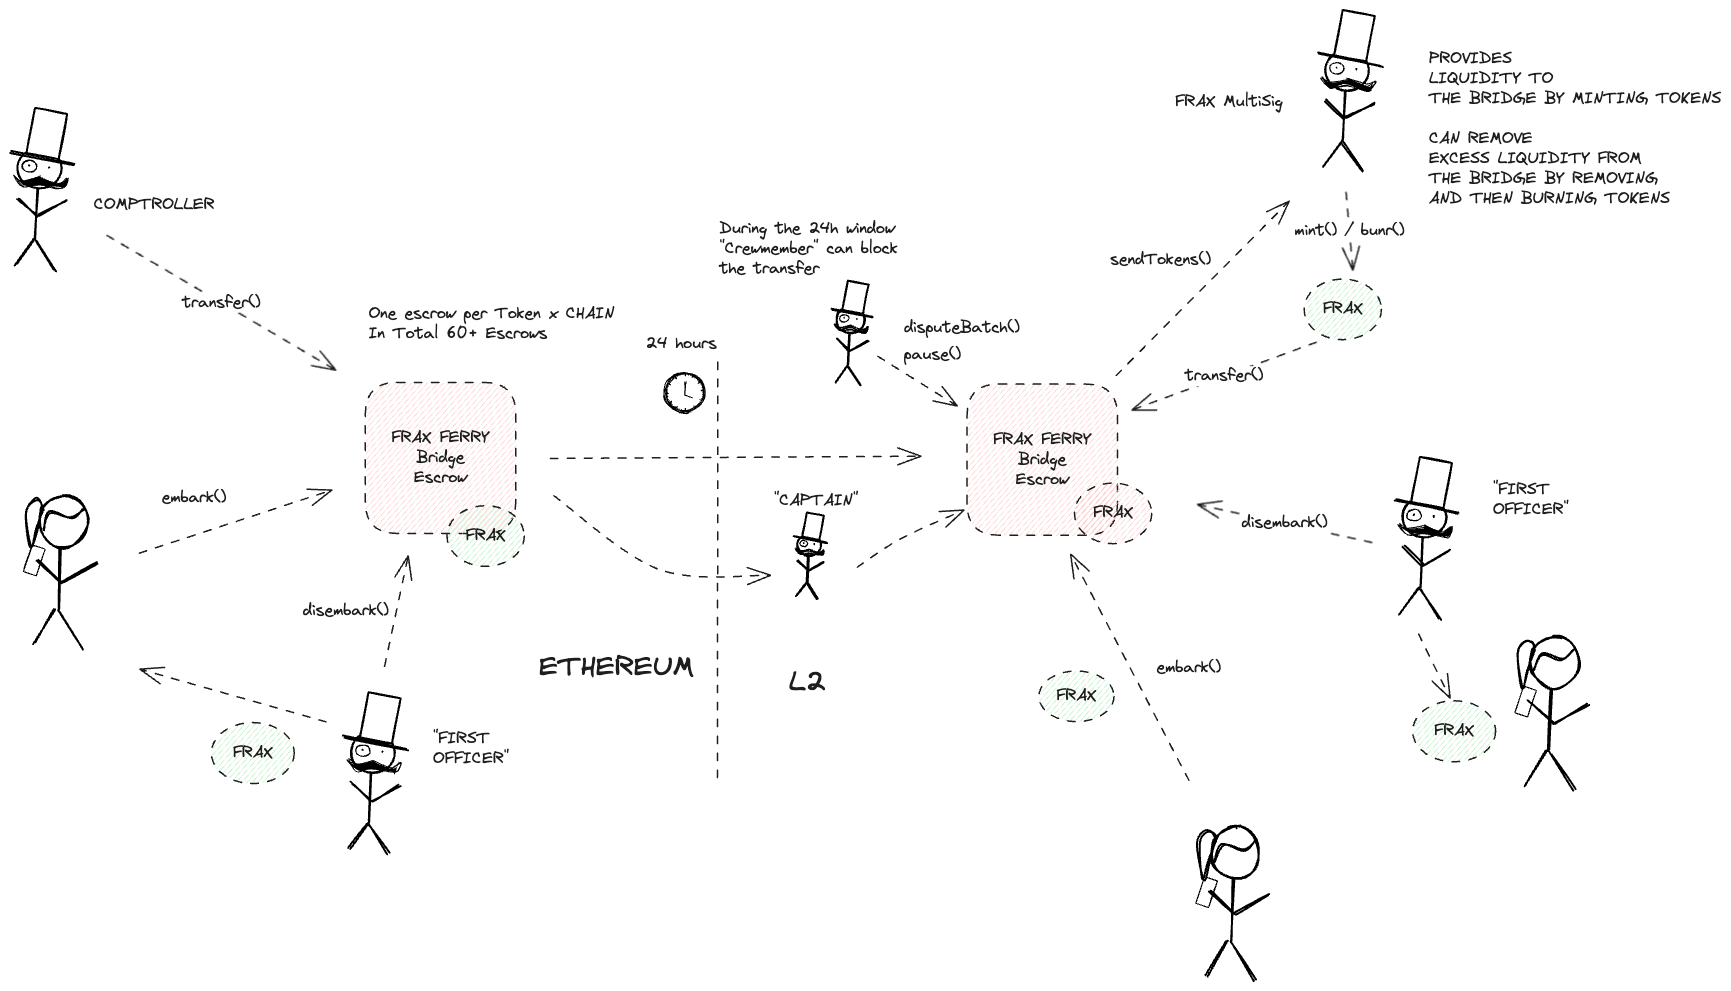 FRAX MultiSig
PROVIDES
LIQUIDITY TO
THE BRIDGE BY MINTING TOKENS
CAN REMOVE
EXCESS LIQUIDITY FROM
THE BRIDGE BY REMOVING
AND THEN BURNING TOKENS
COMPTROLLER
transfer()
During the 24h window
"Crewmember" can block
the transfer
sendTokens()
mint() / bunr()
FRAX
transfer()
One escrow per Token x CHAIN
In Total 60+ Escrows
24 hours
disputeBatch()
pause()
FRAX FERRY
Bridge
Escrow
FRAX
FRAX FERRY
Bridge
Escrow
FRAX
embark()
"CAPTAIN"
"FIRST
OFFICER"
disembark()
disembark()
ETHEREUM
L2
embark()
FRAX
FRAX
FRAX
"FIRST
OFFICER"